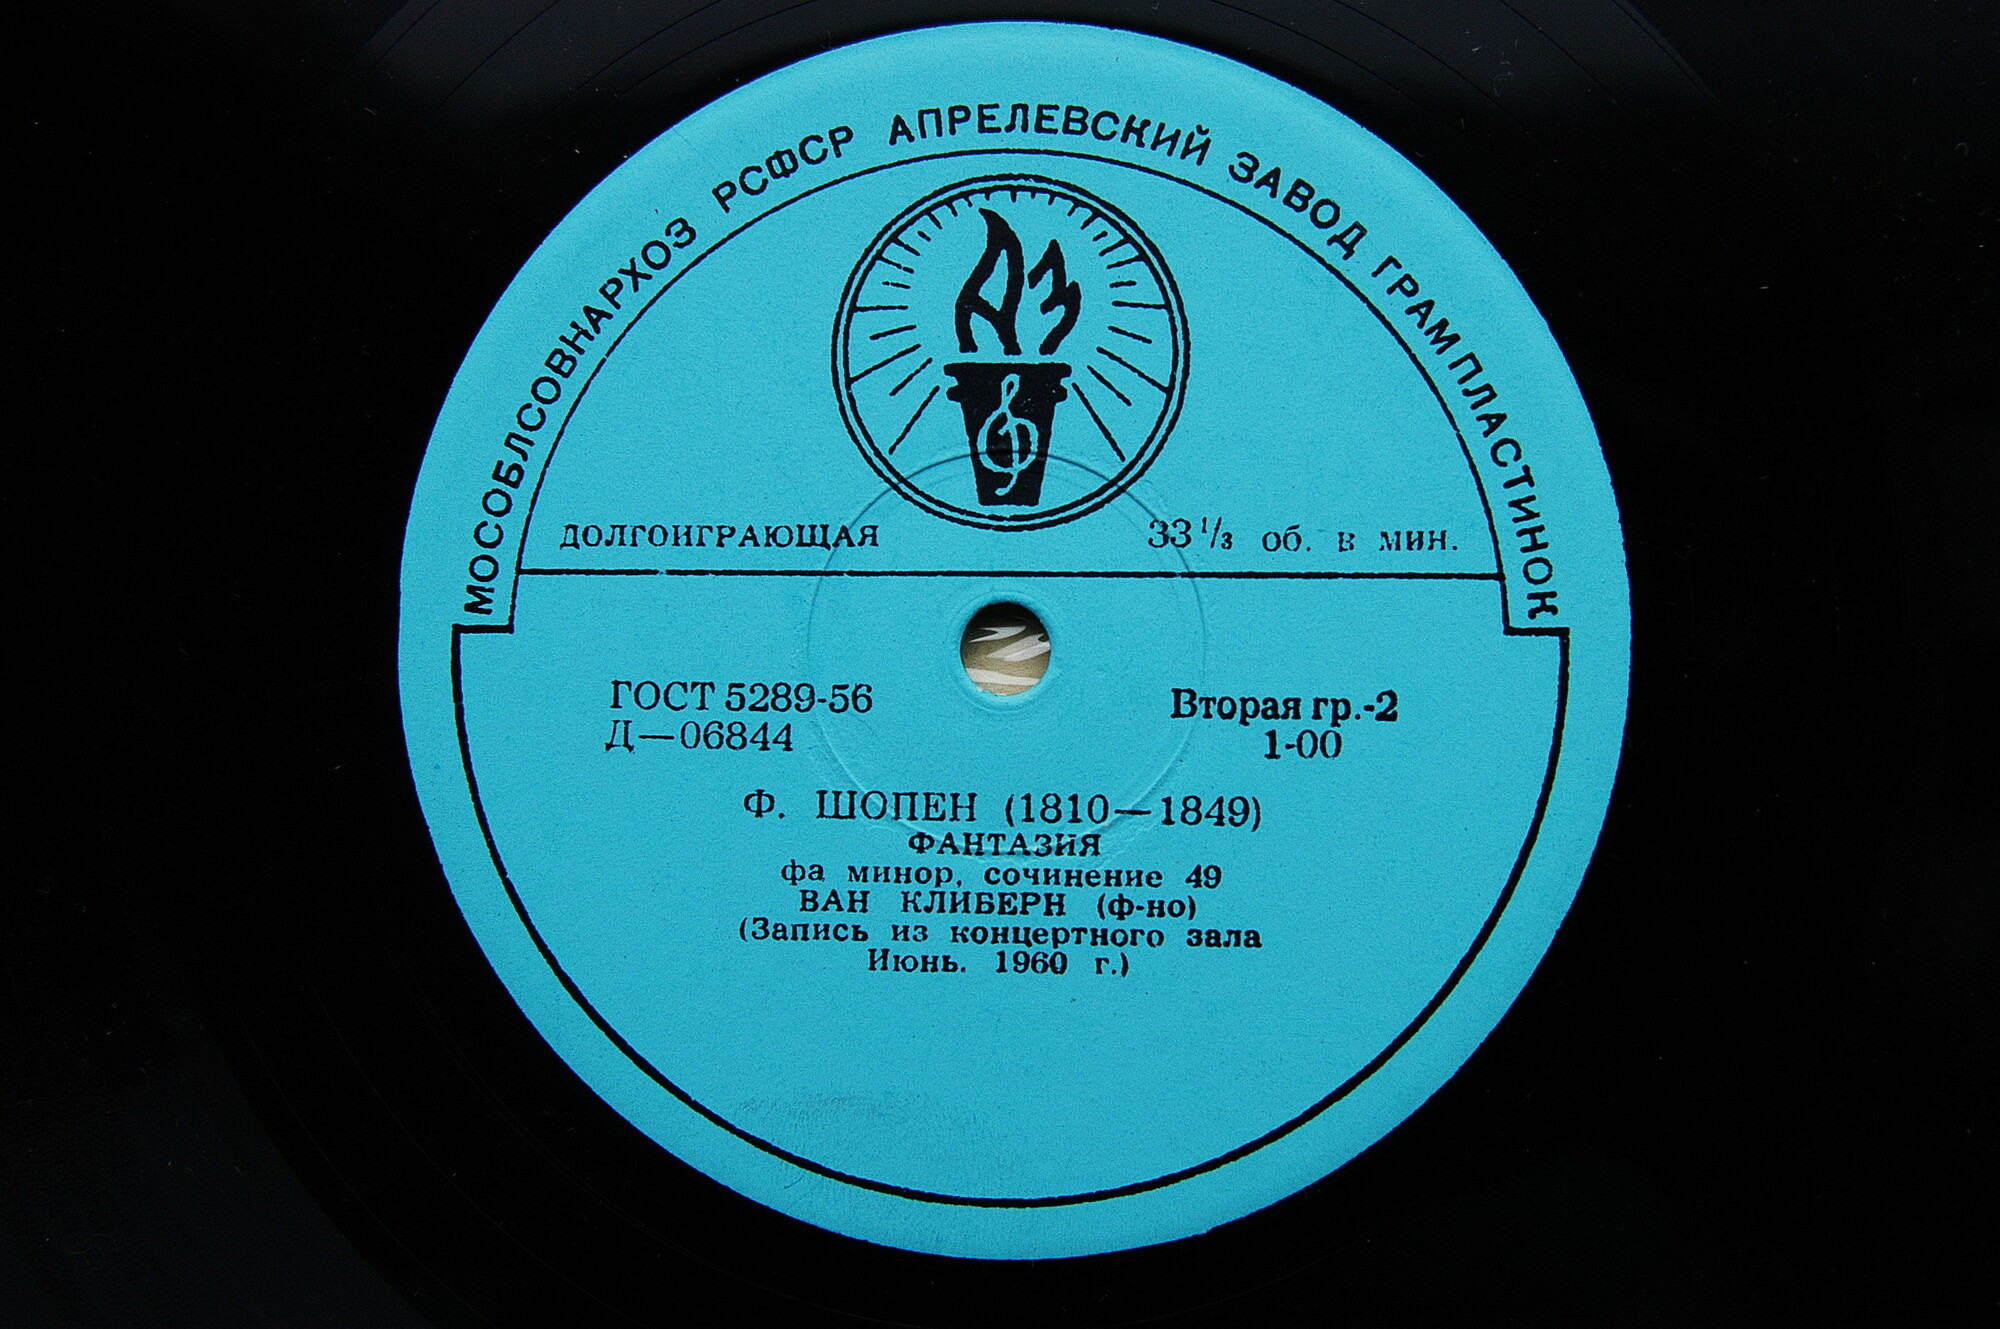 МОСОБЛСОВНАРХОЗ РСФСР АПРЕЛЕВСКИЙ ЗАВОД ГРАМПЛАСТИНОК
АЗ
ДОЛГОИГРАЮЩАЯ 33 1/3 об. в мин.
ГОСТ 5289-56 Вторая гр.-2
Д—06844 1-00
Ф. ШОПЕН (1810—1849)
ФАНТАЗИЯ
фа минор, сочинение 49
ВАН КЛИБЕРН (ф-но)
(Запись из концертного зала
Июнь. 1960 г.)